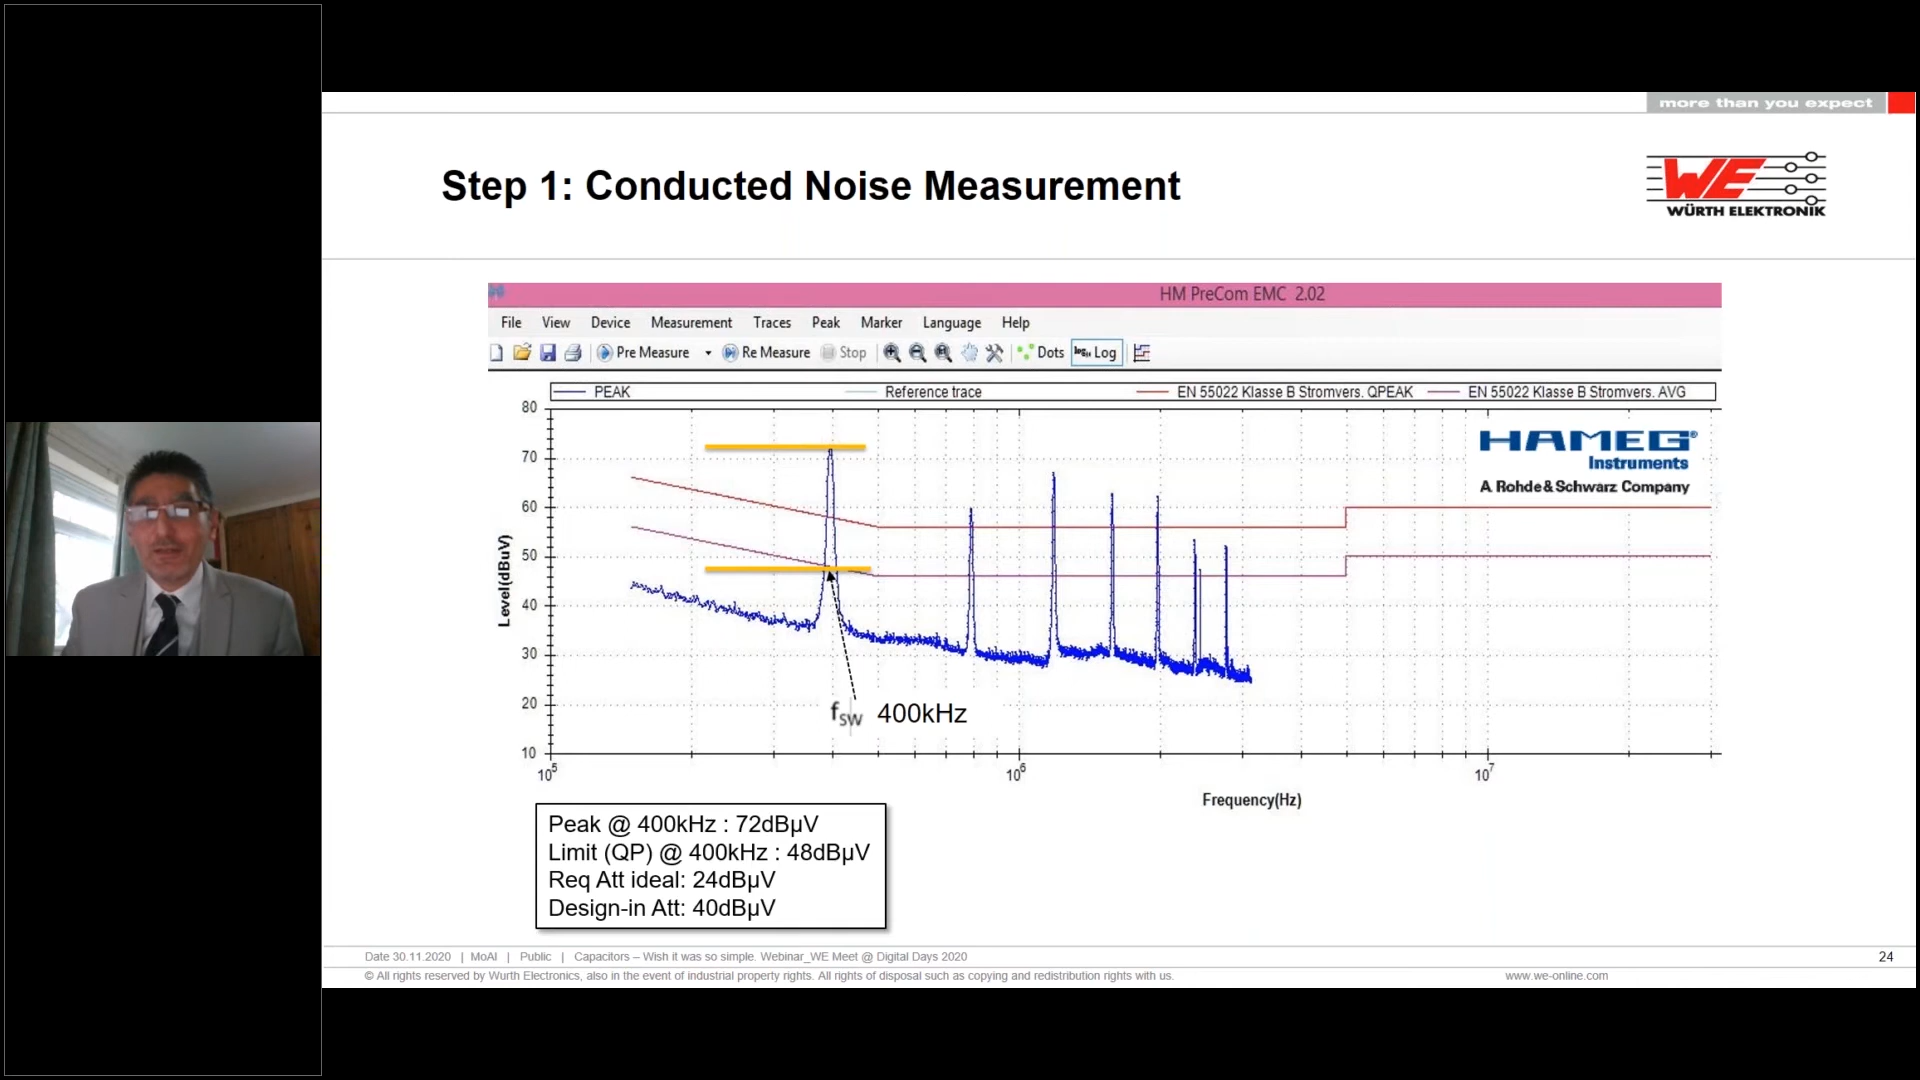 more than you expect
Step 1: Conducted Noise Measurement
WE
WÜRTH ELEKTRONIK
HM PreCom EMC 2.02
File View Device Measurement Traces Peak Marker Language Help
Pre Measure Re Measure Stop Dots Log Log
PEAK Reference trace EN 55022 Klasse B Stromvers. QPEAK EN 55022 Klasse B Stromvers. AVG
HAMEG®
Instruments
A Rohde&Schwarz Company
80
70
60
50
40
30
20
10
Level(dBuV)
fSW 400kHz
10^5 10^6 10^7
Frequency(Hz)
Peak @ 400kHz : 72dBµV
Limit (QP) @ 400kHz : 48dBµV
Req Att ideal: 24dBµV
Design-in Att: 40dBµV
Date 30.11.2020 | MoAl | Public | Capacitors – Wish it was so simple. Webinar_WE Meet @ Digital Days 2020
24
© All rights reserved by Wurth Electronics, also in the event of industrial property rights. All rights of disposal such as copying and redistribution rights with us.
www.we-online.com